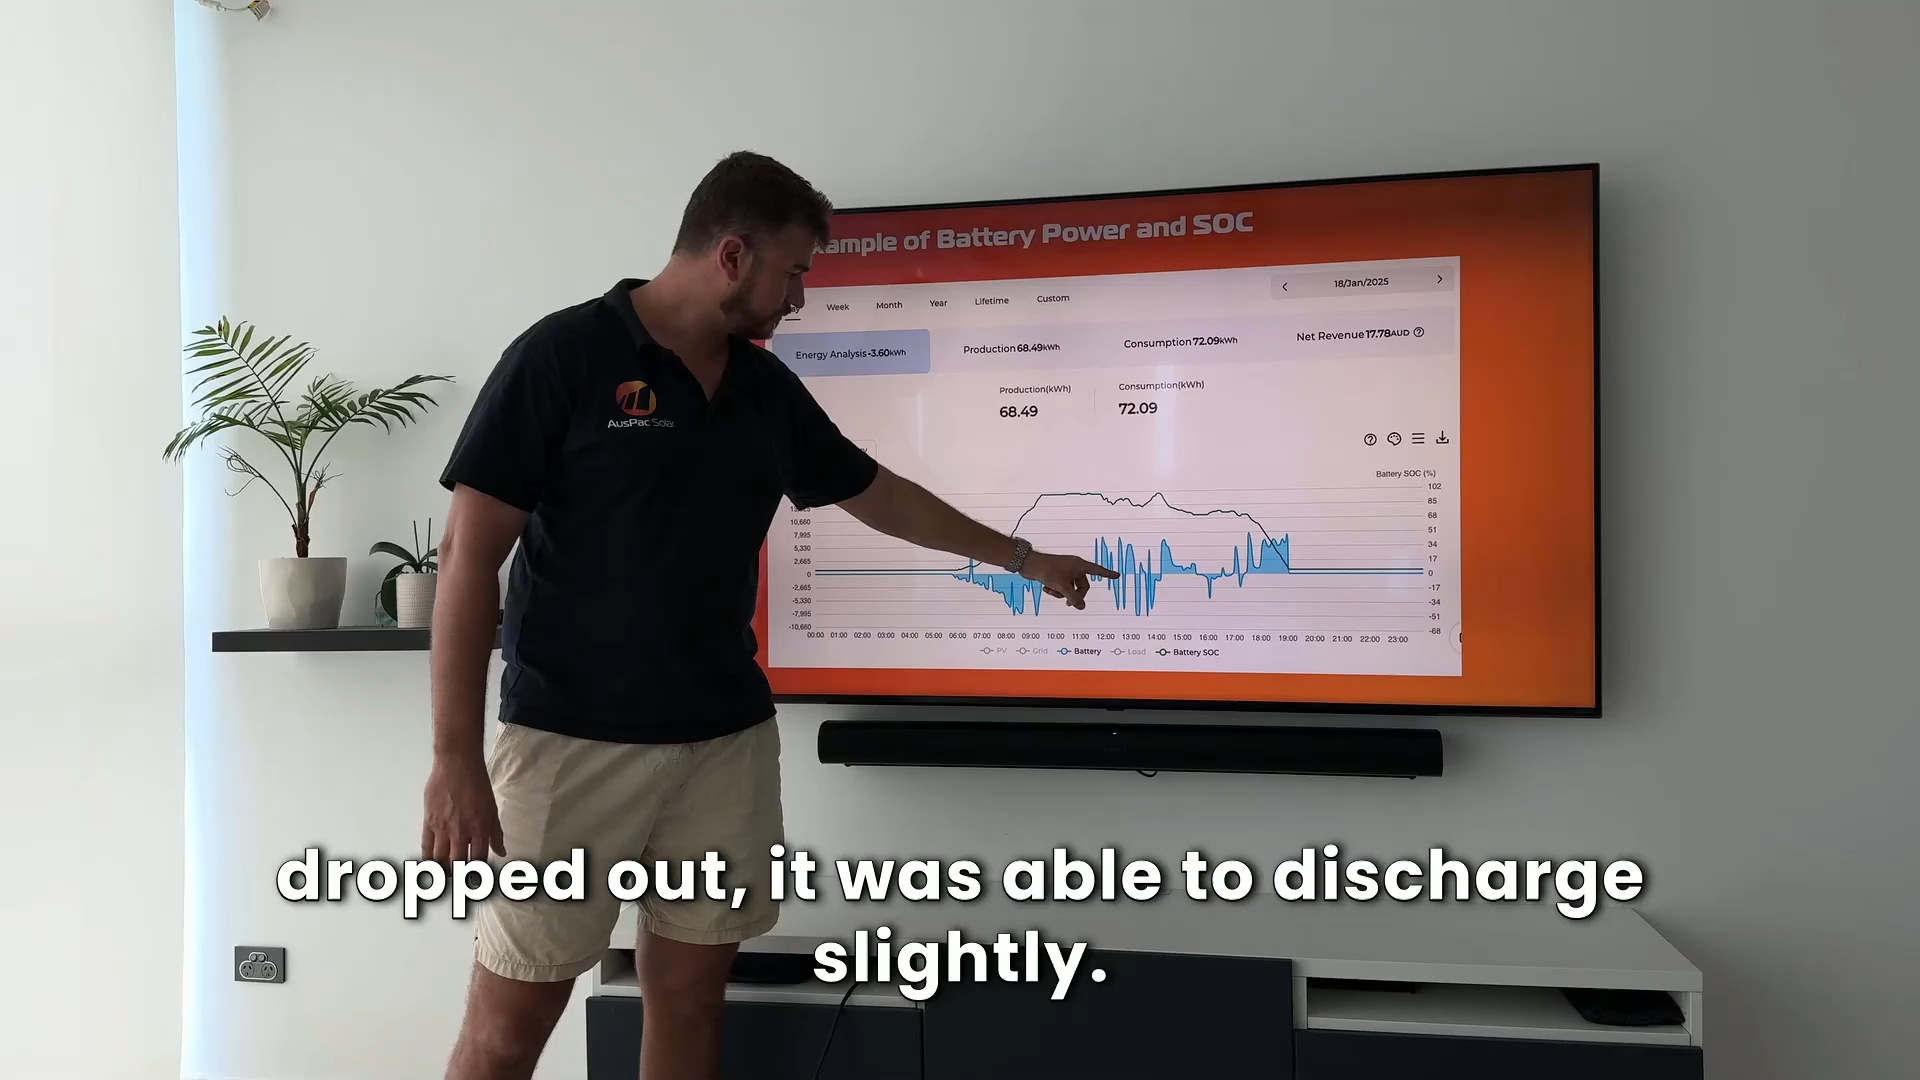 ample of Battery Power and SOC
Week Month Year Lifetime Custom
18/Jan/2025
Energy Analysis -3.60kWh Production 68.49kWh Consumption 72.09kWh Net Revenue 17.78AUD
Production(kWh) Consumption(kWh)
68.49 72.09
AusPac Solar
Battery SOC (%)
102
85
10,660 68
7,995 51
5,330 34
2,665 17
0 0
-2,665 -17
-5,330 -34
-7,995 -51
-10,660 -68
00:00 01:00 02:00 03:00 04:00 05:00 06:00 07:00 08:00 09:00 10:00 11:00 12:00 13:00 14:00 15:00 16:00 17:00 18:00 19:00 20:00 21:00 22:00 23:00
PV Grid Battery Load Battery SOC
dropped out, it was able to discharge
slightly.